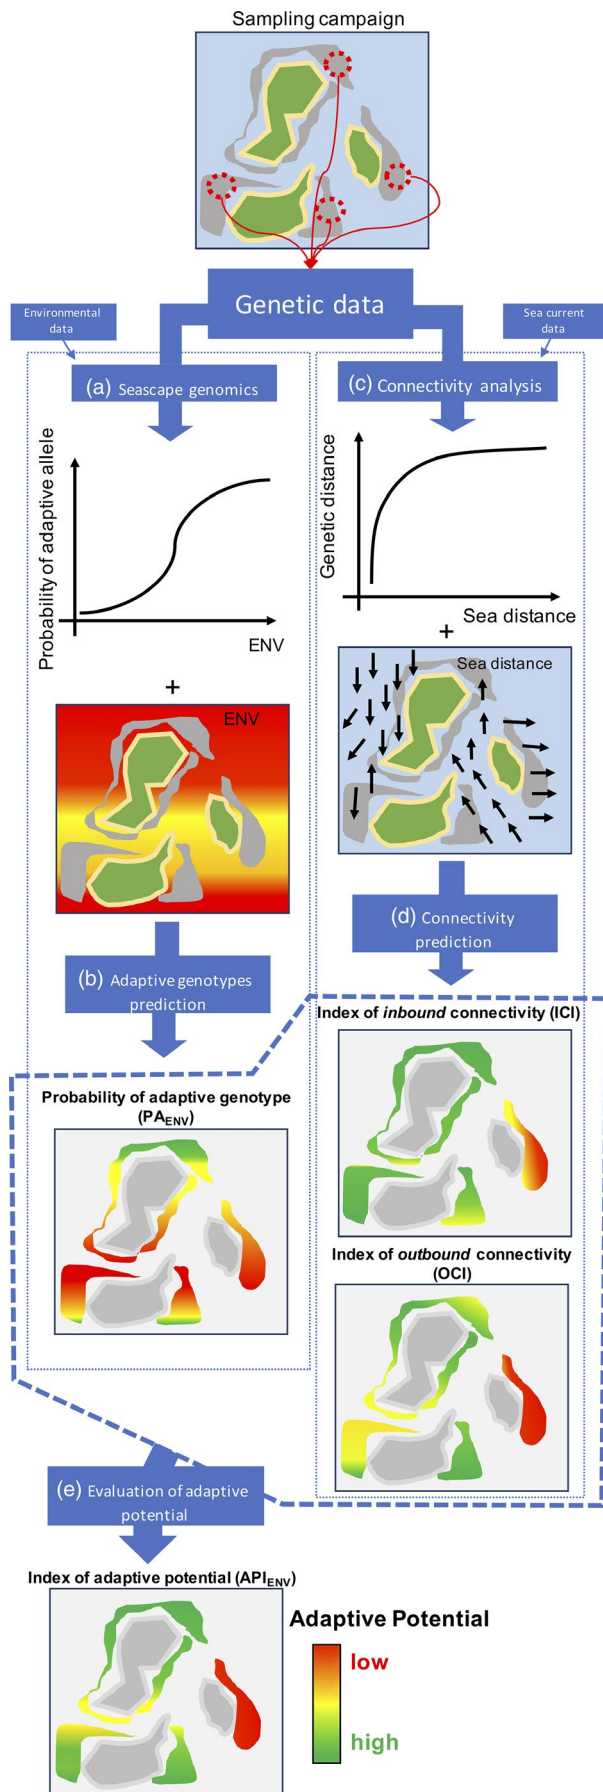 Sampling campaign
Genetic data
Environmental
data
Sea current
data
(a) Seascape genomics
(c) Connectivity analysis
Probability of adaptive allele
ENV
Genetic distance
Sea distance
+
+
ENV
Sea distance
(b) Adaptive genotypes
prediction
(d) Connectivity
prediction
Probability of adaptive genotype
(PAENV)
Index of inbound connectivity (ICI)
Index of outbound connectivity
(OCI)
(e) Evaluation of adaptive
potential
Index of adaptive potential (APIENV)
Adaptive Potential
low
high